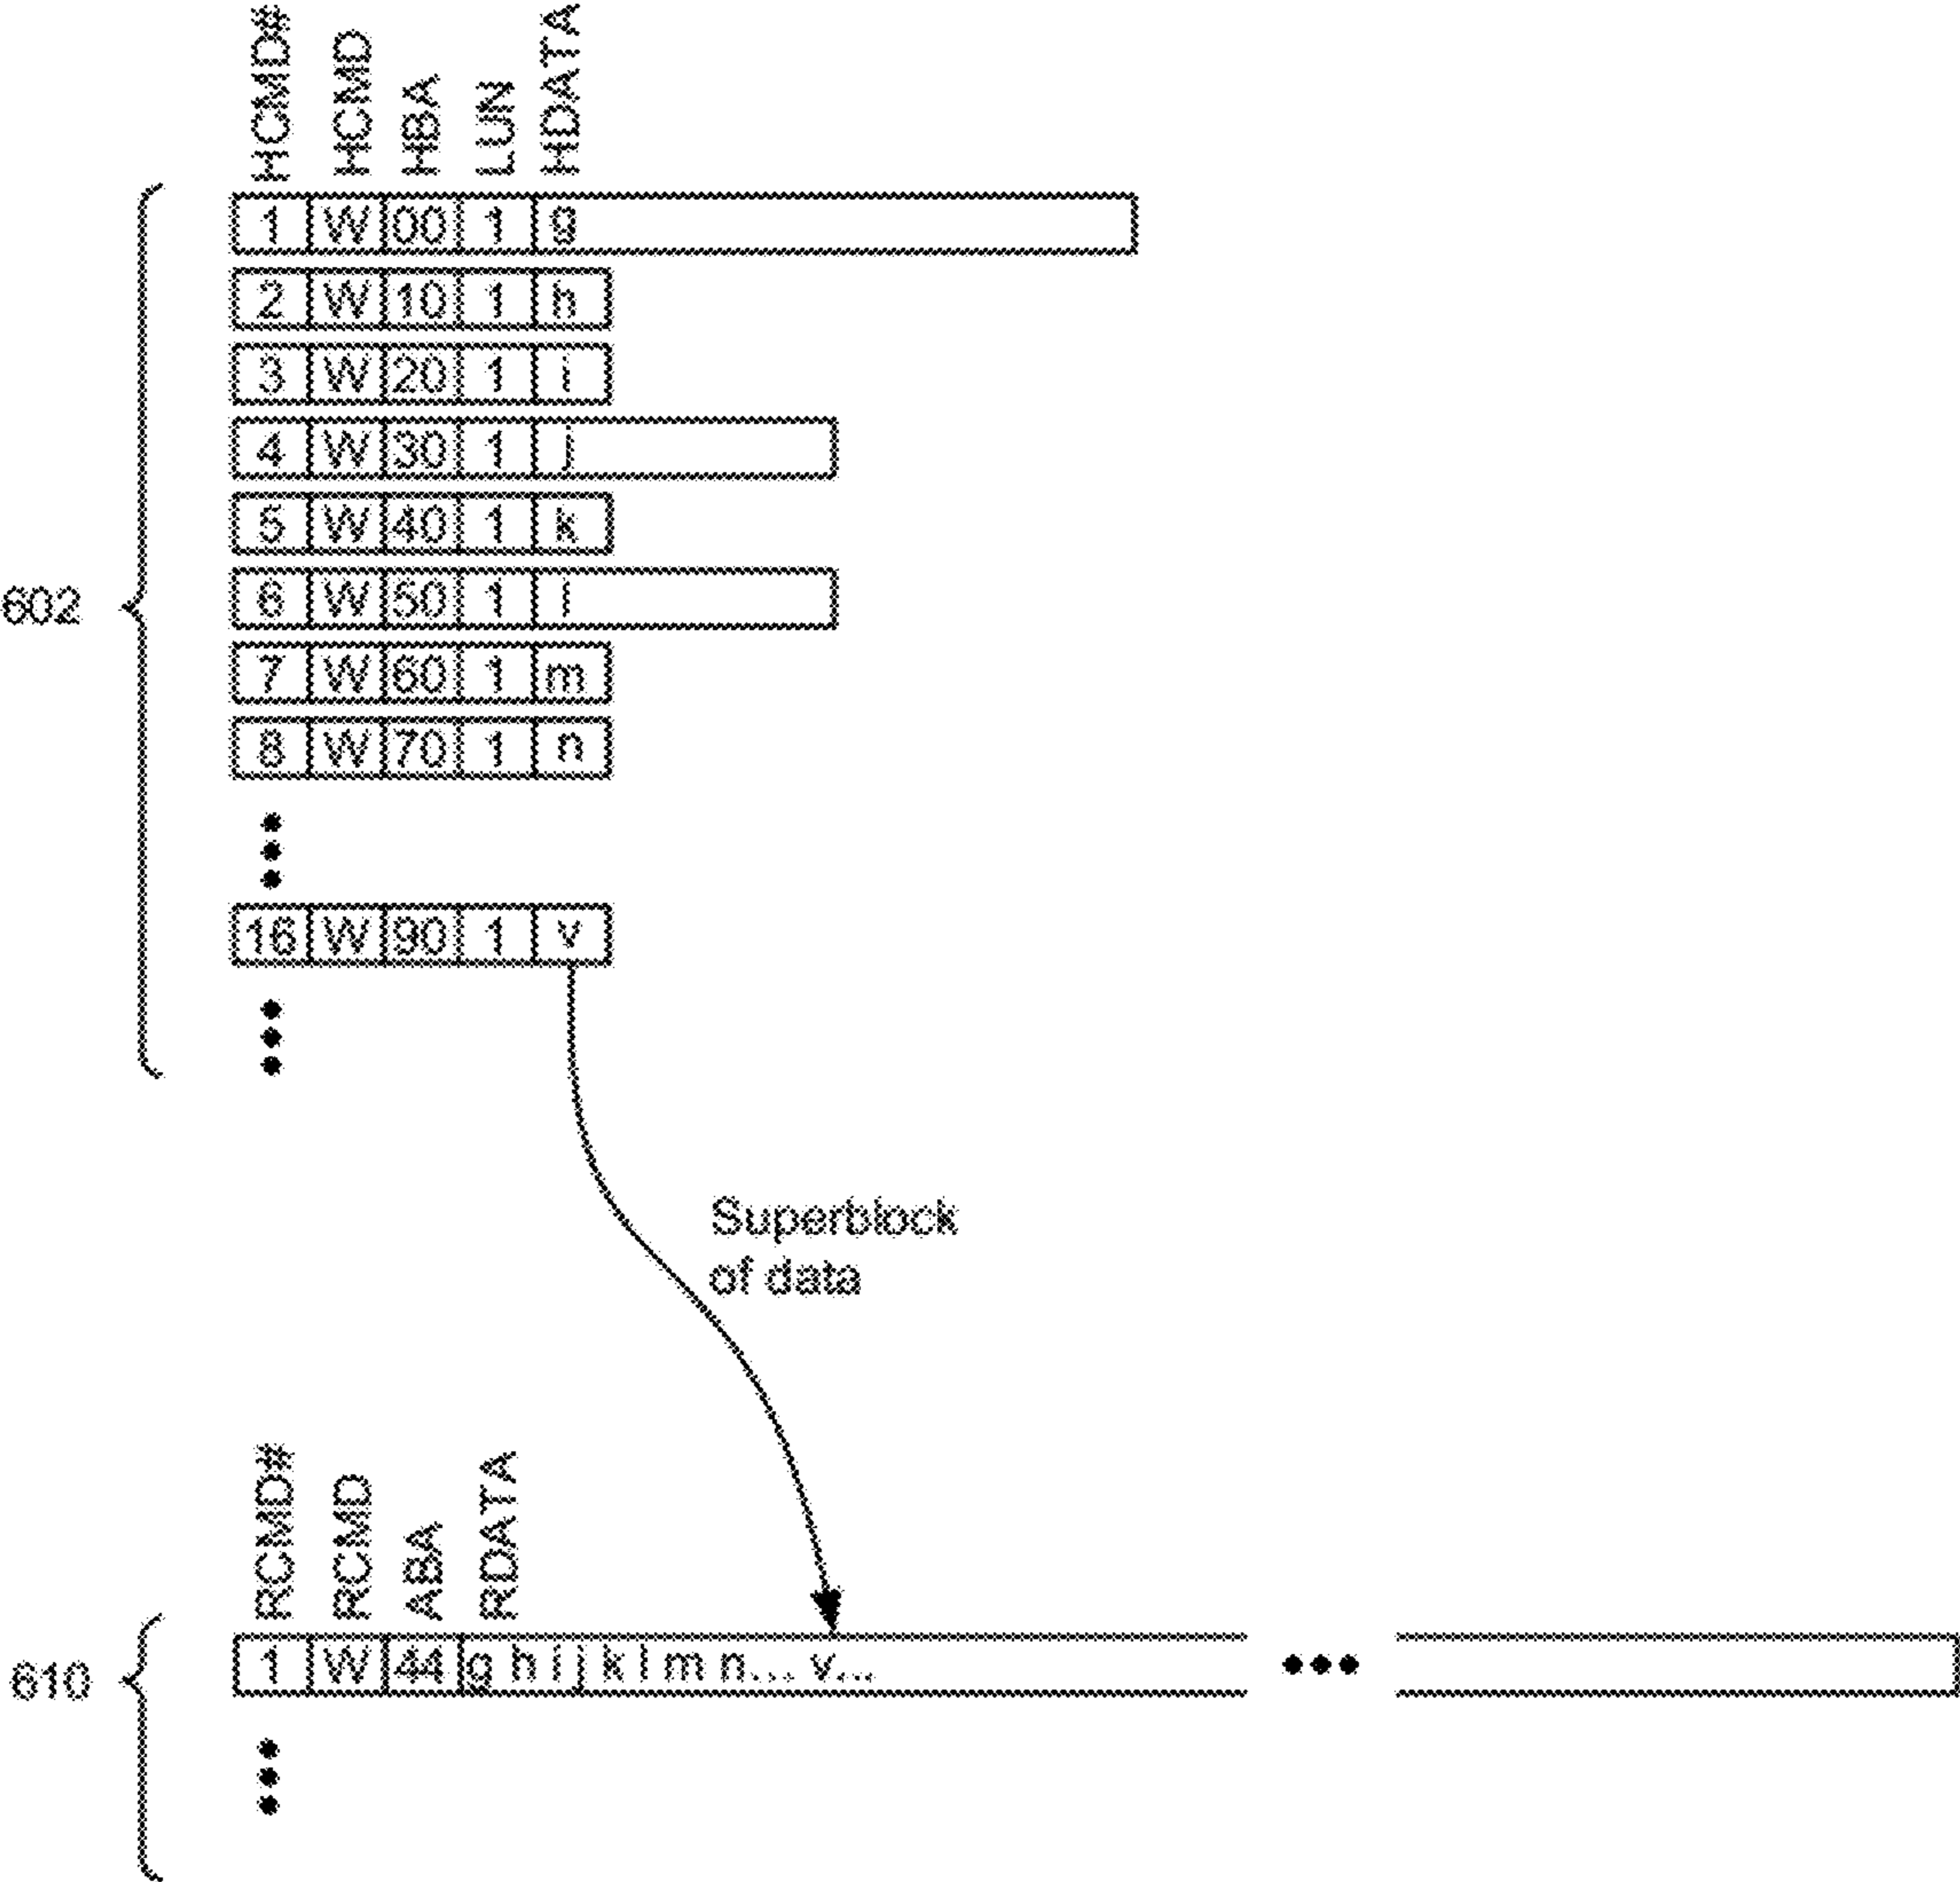 HCMD# HCMD HBA LUN HDATA
1 W 00 1 g
2 W 10 1 h
3 W 20 1 i
4 W 30 1 j
5 W 40 1 k
602
6 W 50 1 l
7 W 60 1 m
8 W 70 1 n
16 W 90 1 v
Superblock
of data
RCMD# RCMD ABA RDATA
610
1 W 44 g h i j k l m n... v...